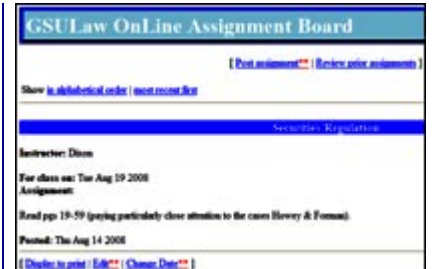 GSULaw OnLine Assignment Board
[ Post assignment** | Review prior assignments ]
Show in alphabetical order | most recent first
Securities Regulation
Instructor: Dixon
For class on: Tue Aug 19 2008
Assignment:
Read pgs 19-59 (paying particularly close attention to the cases Howey & Forman).
Posted: Thu Aug 14 2008
[ Display to print | Edit** | Change Date** ]